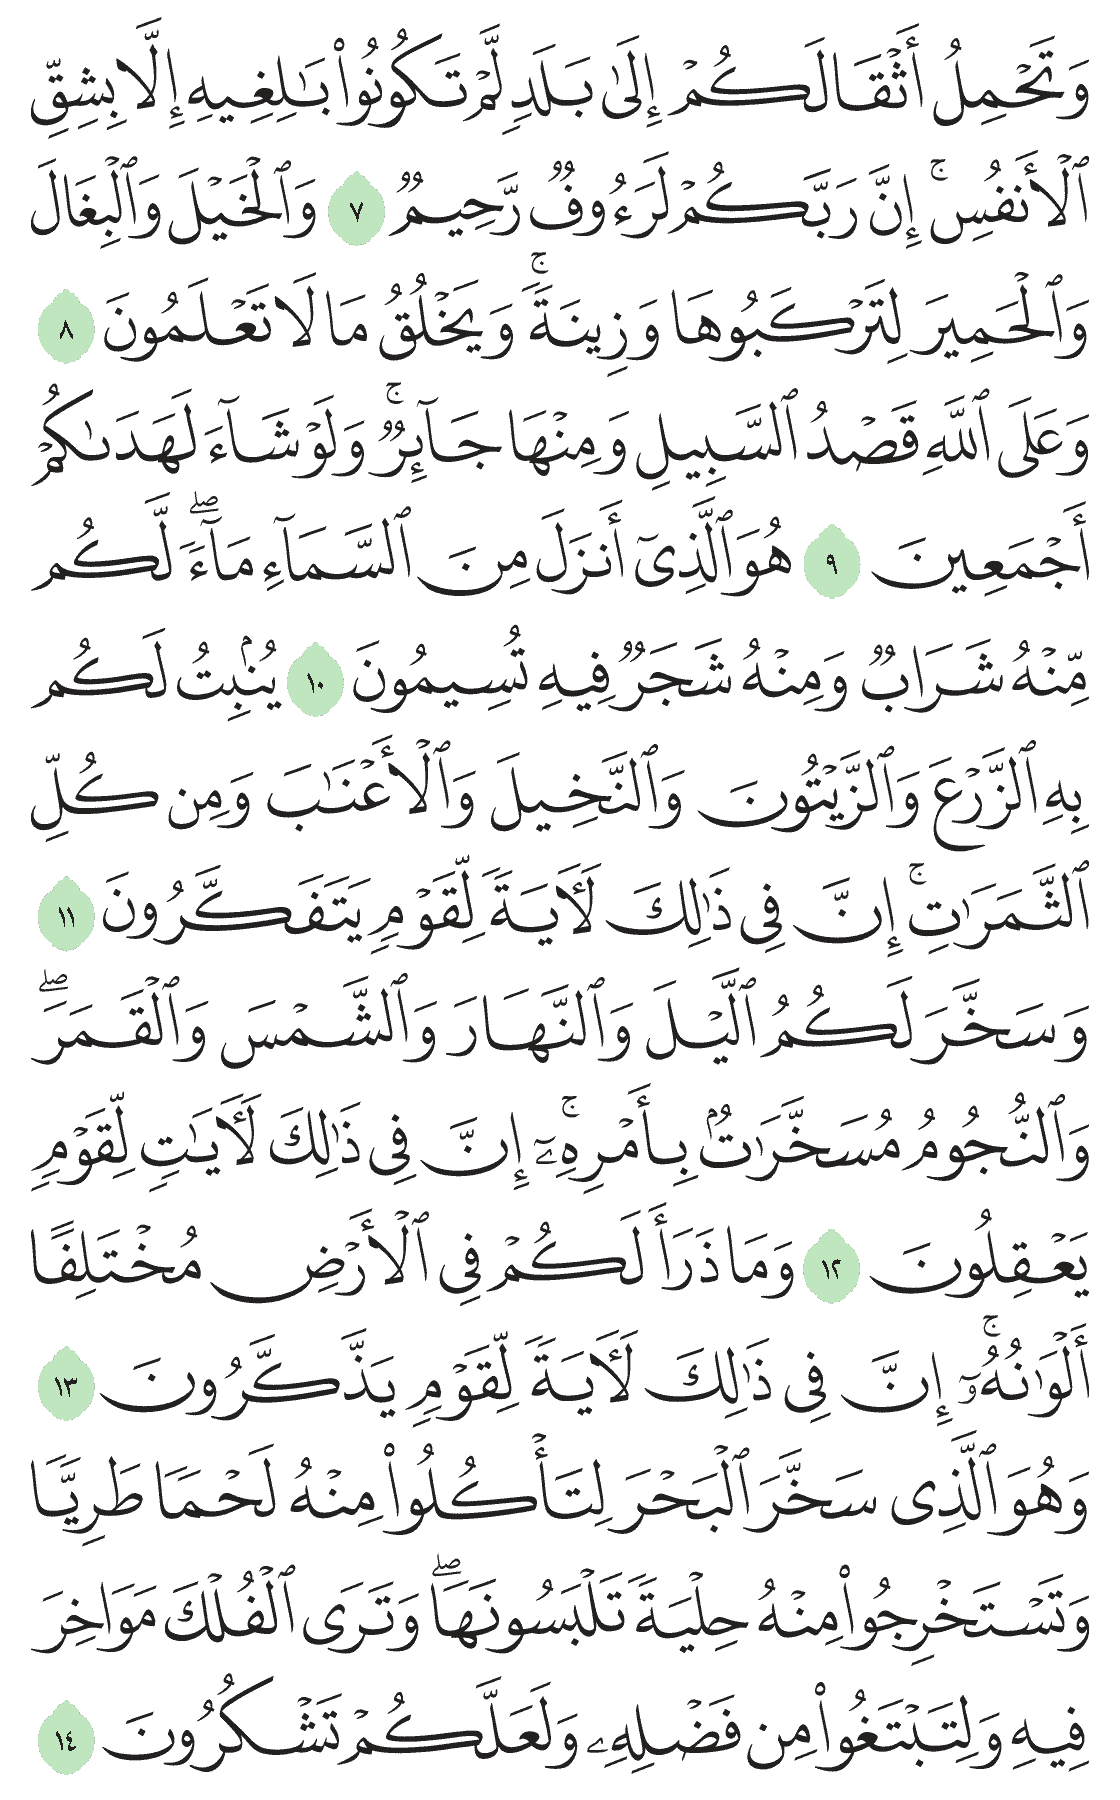 وَتَحْمِلُ أَثْقَالَكُمْ إِلَىٰ بَلَدٍ لَّمْ تَكُونُوا۟ بَـٰلِغِيهِ إِلَّا بِشِقِّ
ٱلْأَنفُسِ ۚ إِنَّ رَبَّكُمْ لَرَءُوفٌ رَّحِيمٌ ٧ وَٱلْخَيْلَ وَٱلْبِغَالَ
وَٱلْحَمِيرَ لِتَرْكَبُوهَا وَزِينَةً ۚ وَيَخْلُقُ مَا لَا تَعْلَمُونَ ٨
وَعَلَى ٱللَّهِ قَصْدُ ٱلسَّبِيلِ وَمِنْهَا جَآئِرٌ ۚ وَلَوْ شَآءَ لَهَدَىٰكُمْ
أَجْمَعِينَ ٩ هُوَ ٱلَّذِىٓ أَنزَلَ مِنَ ٱلسَّمَآءِ مَآءً ۖ لَّكُم
مِّنْهُ شَرَابٌ وَمِنْهُ شَجَرٌ فِيهِ تُسِيمُونَ ١٠ يُنۢبِتُ لَكُم
بِهِ ٱلزَّرْعَ وَٱلزَّيْتُونَ وَٱلنَّخِيلَ وَٱلْأَعْنَـٰبَ وَمِن كُلِّ
ٱلثَّمَرَٰتِ ۚ إِنَّ فِى ذَٰلِكَ لَـَٔايَةً لِّقَوْمٍ يَتَفَكَّرُونَ ١١
وَسَخَّرَ لَكُمُ ٱلَّيْلَ وَٱلنَّهَارَ وَٱلشَّمْسَ وَٱلْقَمَرَ ۖ
وَٱلنُّجُومُ مُسَخَّرَٰتٌۢ بِأَمْرِهِۦٓ ۚ إِنَّ فِى ذَٰلِكَ لَـَٔايَـٰتٍ لِّقَوْمٍ
يَعْقِلُونَ ١٢ وَمَا ذَرَأَ لَكُمْ فِى ٱلْأَرْضِ مُخْتَلِفًا
أَلْوَٰنُهُۥٓ ۚ إِنَّ فِى ذَٰلِكَ لَـَٔايَةً لِّقَوْمٍ يَذَّكَّرُونَ ١٣
وَهُوَ ٱلَّذِى سَخَّرَ ٱلْبَحْرَ لِتَأْكُلُوا۟ مِنْهُ لَحْمًا طَرِيًّا
وَتَسْتَخْرِجُوا۟ مِنْهُ حِلْيَةً تَلْبَسُونَهَا ۖ وَتَرَى ٱلْفُلْكَ مَوَاخِرَ
فِيهِ وَلِتَبْتَغُوا۟ مِن فَضْلِهِۦ وَلَعَلَّكُمْ تَشْكُرُونَ ١٤